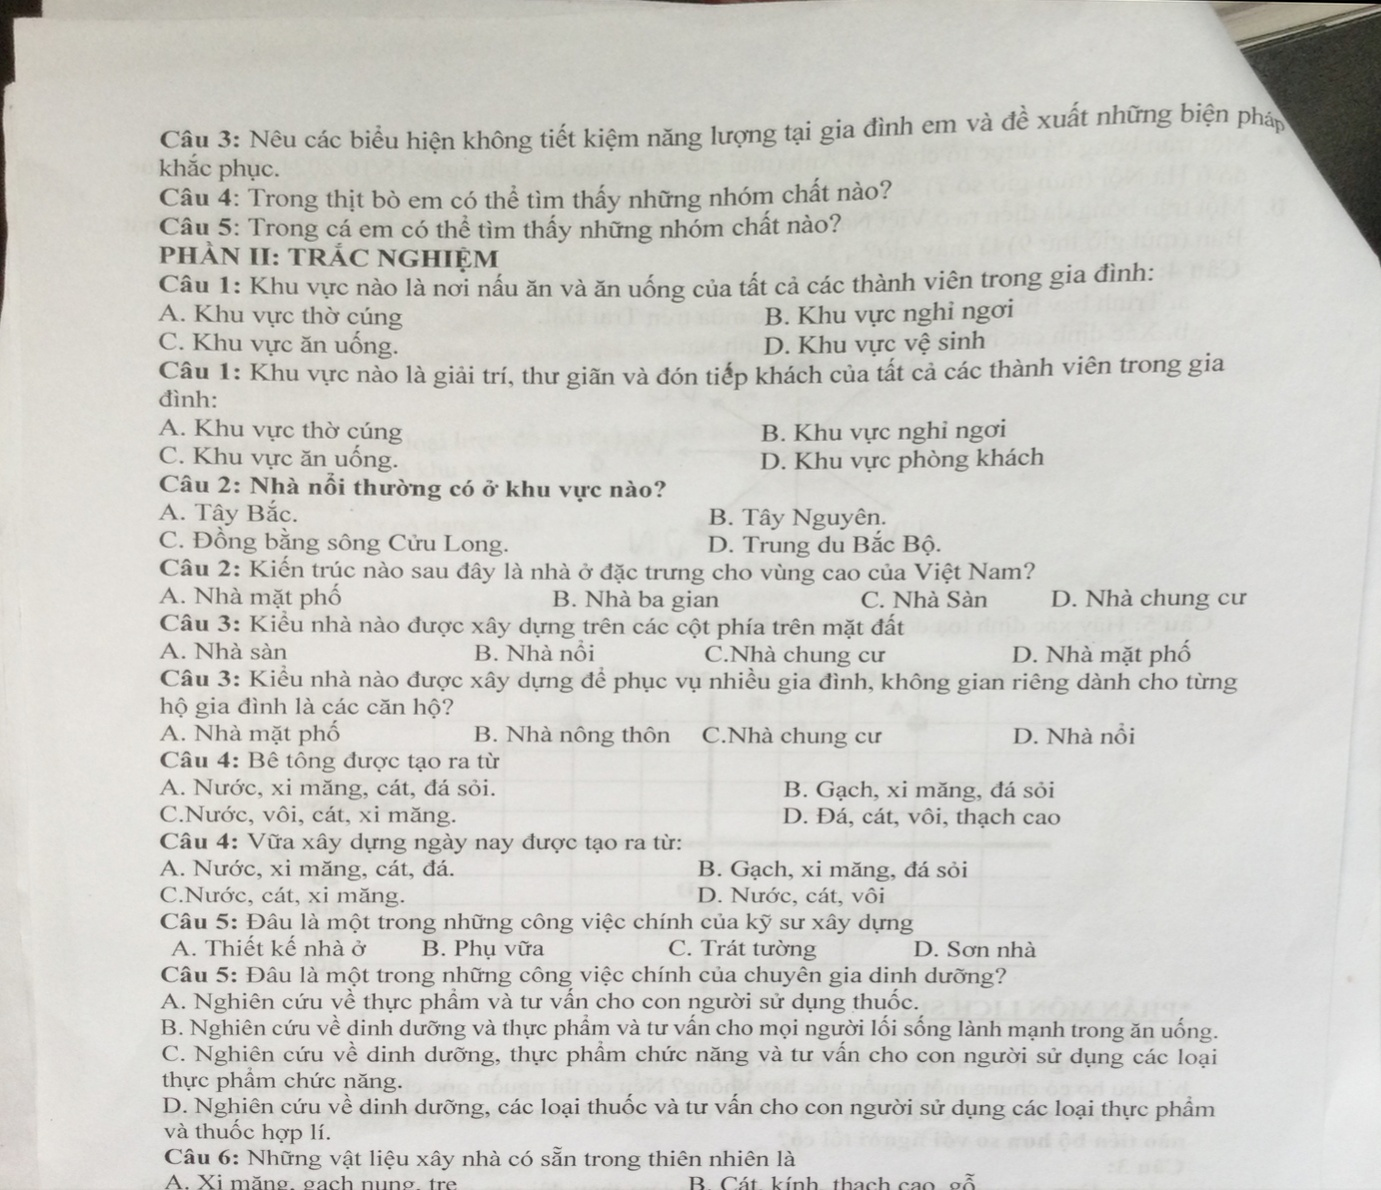 Câu 3: Nêu các biểu hiện không tiết kiệm năng lượng tại gia đình em và đề xuất những biện pháp
khắc phục.
Câu 4: Trong thịt bò em có thể tìm thấy những nhóm chất nào?
Câu 5: Trong cá em có thể tìm thấy những nhóm chất nào?
PHẦN II: TRẮC NGHIỆM
Câu 1: Khu vực nào là nơi nấu ăn và ăn uống của tất cả các thành viên trong gia đình:
A. Khu vực thờ cúng B. Khu vực nghỉ ngơi
C. Khu vực ăn uống. D. Khu vực vệ sinh
Câu 1: Khu vực nào là giải trí, thư giãn và đón tiếp khách của tất cả các thành viên trong gia
đình:
A. Khu vực thờ cúng B. Khu vực nghỉ ngơi
C. Khu vực ăn uống. D. Khu vực phòng khách
Câu 2: Nhà nổi thường có ở khu vực nào?
A. Tây Bắc. B. Tây Nguyên.
C. Đồng bằng sông Cửu Long. D. Trung du Bắc Bộ.
Câu 2: Kiến trúc nào sau đây là nhà ở đặc trưng cho vùng cao của Việt Nam?
A. Nhà mặt phố B. Nhà ba gian C. Nhà Sàn D. Nhà chung cư
Câu 3: Kiểu nhà nào được xây dựng trên các cột phía trên mặt đất
A. Nhà sàn B. Nhà nổi C.Nhà chung cư D. Nhà mặt phố
Câu 3: Kiểu nhà nào được xây dựng để phục vụ nhiều gia đình, không gian riêng dành cho từng
hộ gia đình là các căn hộ?
A. Nhà mặt phố B. Nhà nông thôn C.Nhà chung cư D. Nhà nổi
Câu 4: Bê tông được tạo ra từ
A. Nước, xi măng, cát, đá sỏi. B. Gạch, xi măng, đá sỏi
C.Nước, vôi, cát, xi măng. D. Đá, cát, vôi, thạch cao
Câu 4: Vữa xây dựng ngày nay được tạo ra từ:
A. Nước, xi măng, cát, đá. B. Gạch, xi măng, đá sỏi
C.Nước, cát, xi măng. D. Nước, cát, vôi
Câu 5: Đâu là một trong những công việc chính của kỹ sư xây dựng
A. Thiết kế nhà ở B. Phụ vữa C. Trát tường D. Sơn nhà
Câu 5: Đâu là một trong những công việc chính của chuyên gia dinh dưỡng?
A. Nghiên cứu về thực phẩm và tư vấn cho con người sử dụng thuốc.
B. Nghiên cứu về dinh dưỡng và thực phẩm và tư vấn cho mọi người lối sống lành mạnh trong ăn uống.
C. Nghiên cứu về dinh dưỡng, thực phẩm chức năng và tư vấn cho con người sử dụng các loại
thực phẩm chức năng.
D. Nghiên cứu về dinh dưỡng, các loại thuốc và tư vấn cho con người sử dụng các loại thực phẩm
và thuốc hợp lí.
Câu 6: Những vật liệu xây nhà có sẵn trong thiên nhiên là
A. Xi măng, gạch nung, tre B. Cát, kính, thạch cao, gỗ